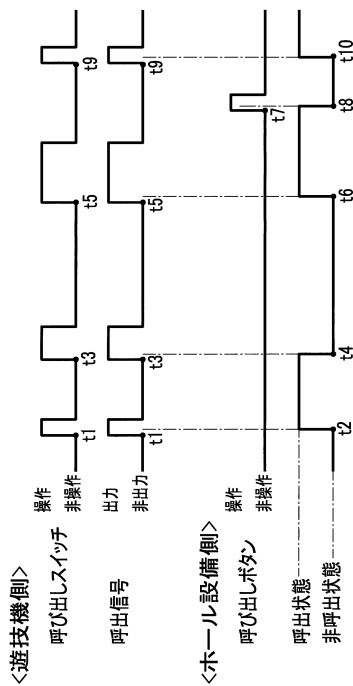 <遊技機側>
操作
呼び出しスイッチ
非操作
t1 t3 t5 t9
出力
呼出信号
非出力
t1 t3 t5 t9
<ホール設備側>
操作
呼び出しボタン
非操作
t7
呼出状態
非呼出状態
t2 t4 t6 t8 t10